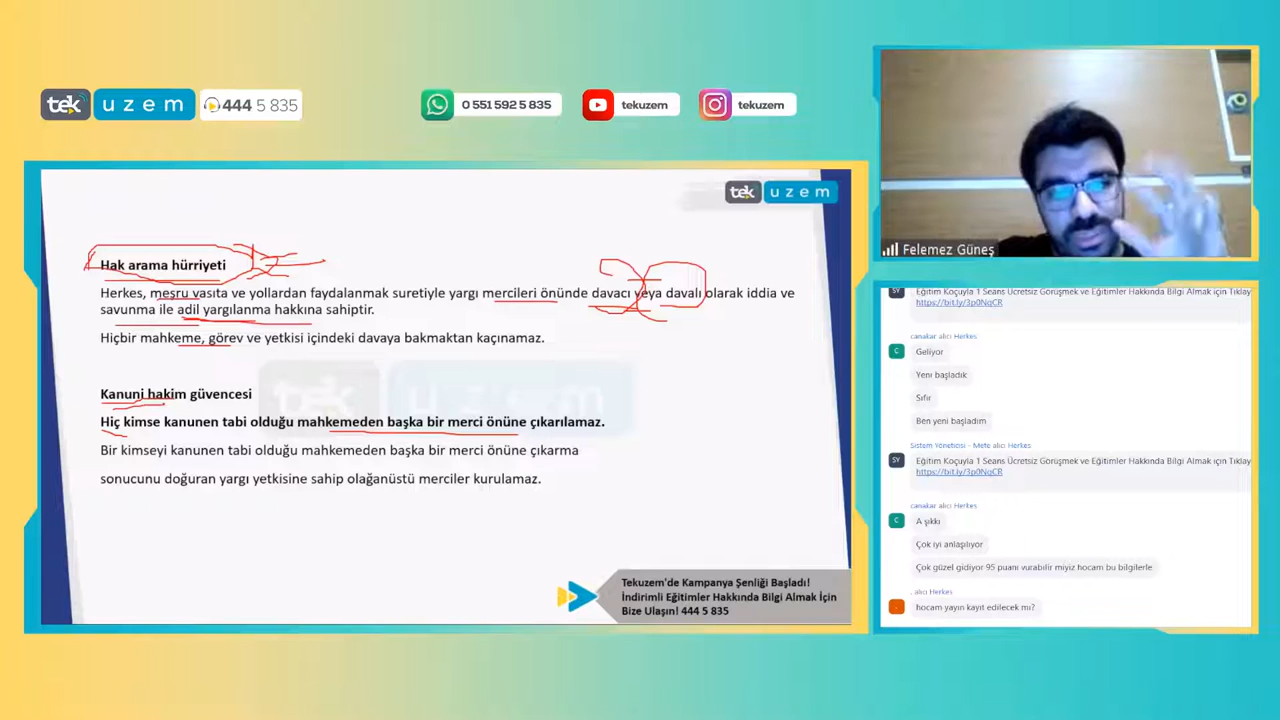 tek uzem 444 5 835
0 551 592 5 835
tekuzem
tekuzem
tek uzem
Hak arama hürriyeti
Herkes, meşru vasıta ve yollardan faydalanmak suretiyle yargı mercileri önünde davacı veya davalı olarak iddia ve
savunma ile adil yargılanma hakkına sahiptir.
Hiçbir mahkeme, görev ve yetkisi içindeki davaya bakmaktan kaçınamaz.
tek uzem
Kanuni hakim güvencesi
Hiç kimse kanunen tabi olduğu mahkemeden başka bir merci önüne çıkarılamaz.
Bir kimseyi kanunen tabi olduğu mahkemeden başka bir merci önüne çıkarma
sonucunu doğuran yargı yetkisine sahip olağanüstü merciler kurulamaz.
Tekuzem'de Kampanya Şenliği Başladı!
İndirimli Eğitimler Hakkında Bilgi Almak İçin
Bize Ulaşın! 444 5 835
Felemez Güneş
SY
Eğitim Koçuyla 1 Seans Ücretsiz Görüşmek ve Eğitimler Hakkında Bilgi Almak için Tıklay
https://bit.ly/3p0NqCR
canakar alıcı Herkes
C
Geliyor
Yeni başladık
Sıfır
Ben yeni başladım
Sistem Yöneticisi - Mete alıcı Herkes
SY
Eğitim Koçuyla 1 Seans Ücretsiz Görüşmek ve Eğitimler Hakkında Bilgi Almak için Tıklay
https://bit.ly/3p0NqCR
canakar alıcı Herkes
C
A şıkkı
Çok iyi anlaşılıyor
Çok güzel gidiyor 95 puanı vurabilir miyiz hocam bu bilgilerle
. alıcı Herkes
hocam yayın kayıt edilecek mı?